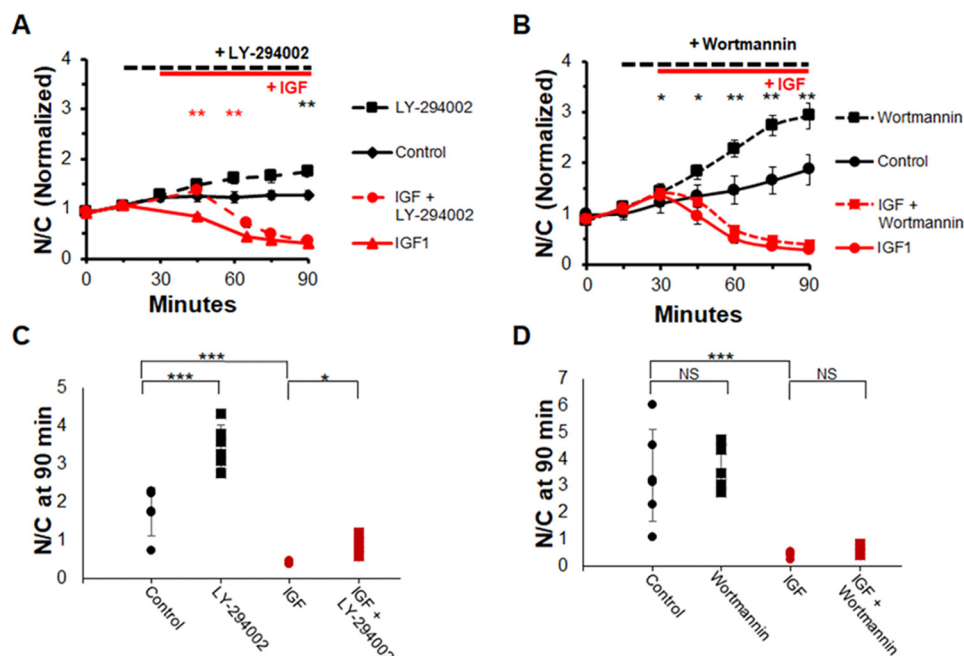 A
+ LY-294002
+ IGF
** ** **
N/C (Normalized)
4
3
2
1
0
0 30 60 90
Minutes
LY-294002
Control
IGF +
LY-294002
IGF1
B
+ Wortmannin
+ IGF
* * ** ** **
N/C (Normalized)
4
3
2
1
0
0 30 60 90
Minutes
Wortmannin
Control
IGF +
Wortmannin
IGF1
C
***
*** *
N/C at 90 min
5
4
3
2
1
0
Control
LY-294002
IGF
IGF +
LY-294002
D
***
NS NS
N/C at 90 min
7
6
5
4
3
2
1
0
Control
Wortmannin
IGF
IGF +
Wortmannin